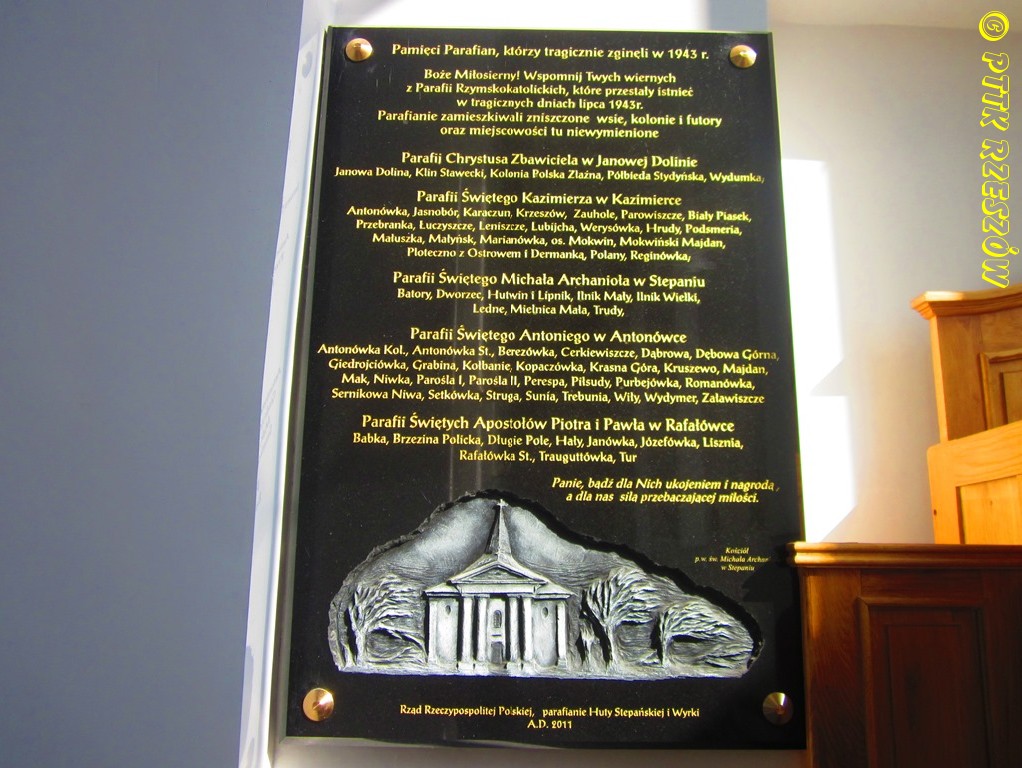 Pamięci Parafian, którzy tragicznie zginęli w 1943 r.
Boże Miłosierny! Wspomnij Twych wiernych
z Parafii Rzymskokatolickich, które przestały istnieć
w tragicznych dniach lipca 1943r.
Parafianie zamieszkiwali zniszczone wsie, kolonie i futory
oraz miejscowości tu niewymienione
Parafij Chrystusa Zbawiciela w Janowej Dolinie
Janowa Dolina, Klin Stawecki, Kolonia Polska Zlaźna, Półbieda Stydyńska, Wydumka,
Parafii Świętego Kazimierza w Kazimierce
Antonówka, Jasnobór, Karaczun, Krzeszów, Zauhole, Parowiszcze, Biały Piasek,
Przebranka, Luczyszcze, Leniszcze, Lubijcha, Werysówka, Hrudy, Podsmeria,
Małuszka, Małyńsk, Marianówka, os. Mokwin, Mokwiński Majdan,
Płoteczno z Ostrowem i Dermanka, Polany, Reginówka,
Parafii Świętego Michała Archanioła w Stepaniu
Batory, Dworzec, Hutwin i Lipnik, Ilnik Mały, Ilnik Wielki,
Ledne, Mielnica Mała, Trudy,
Parafii Świętego Antoniego w Antonówce
Antonówka Kol., Antonówka St., Berezówka, Cerkiewiszcze, Dąbrowa, Dębowa Górna,
Giedrojciówka, Grabina, Kołbanie, Kopaczówka, Krasna Góra, Kruszewo, Majdan,
Mak, Niwka, Parośla I, Parośla II, Perespa, Piłsudy, Purbejówka, Romanówka,
Sernikowa Niwa, Setkówka, Struga, Sunia, Trebunia, Wiły, Wydymer, Zalawiszcze
Parafii Świętych Apostołów Piotra i Pawła w Rafałówce
Babka, Brzezina Policka, Długie Pole, Hały, Janówka, Józefówka, Lisznia,
Rafałówka St., Trauguttówka, Tur
Panie, bądź dla Nich ukojeniem i nagrodą,
a dla nas siłą przebaczającej miłości.
Kościół
p.w. św. Michała Archan
w Stepaniu
Rząd Rzeczypospolitej Polskiej, parafianie Huty Stepańskiej i Wyrki
A.D. 2011
© PTTK RZESZÓW